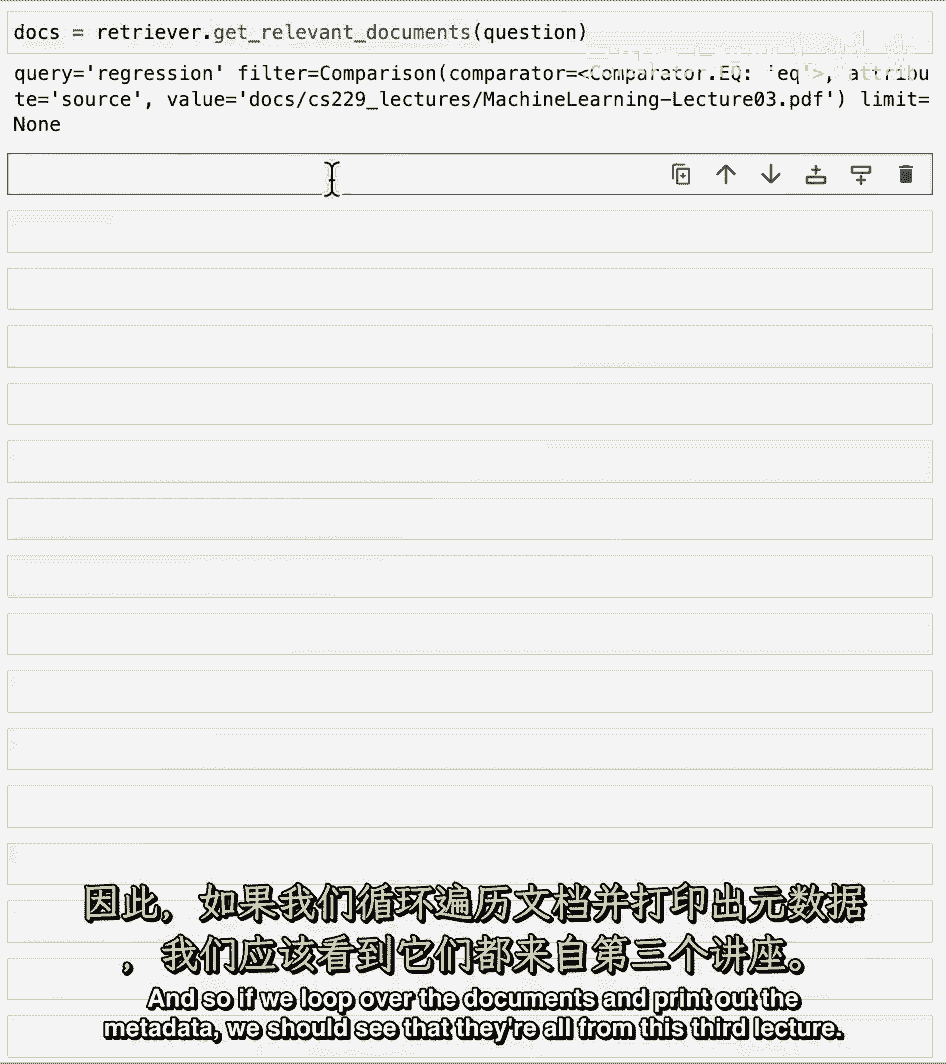 docs = retriever.get_relevant_documents(question)
query='regression' filter=Comparison(comparator=<Comparator.EQ: 'eq'>, attribu
te='source', value='docs/cs229_lectures/MachineLearning-Lecture03.pdf') limit=
None
因此，如果我们循环遍历文档并打印出元数据
，我们应该看到它们都来自第三个讲座。
And so if we loop over the documents and print out the
metadata, we should see that they're all from this third lecture.